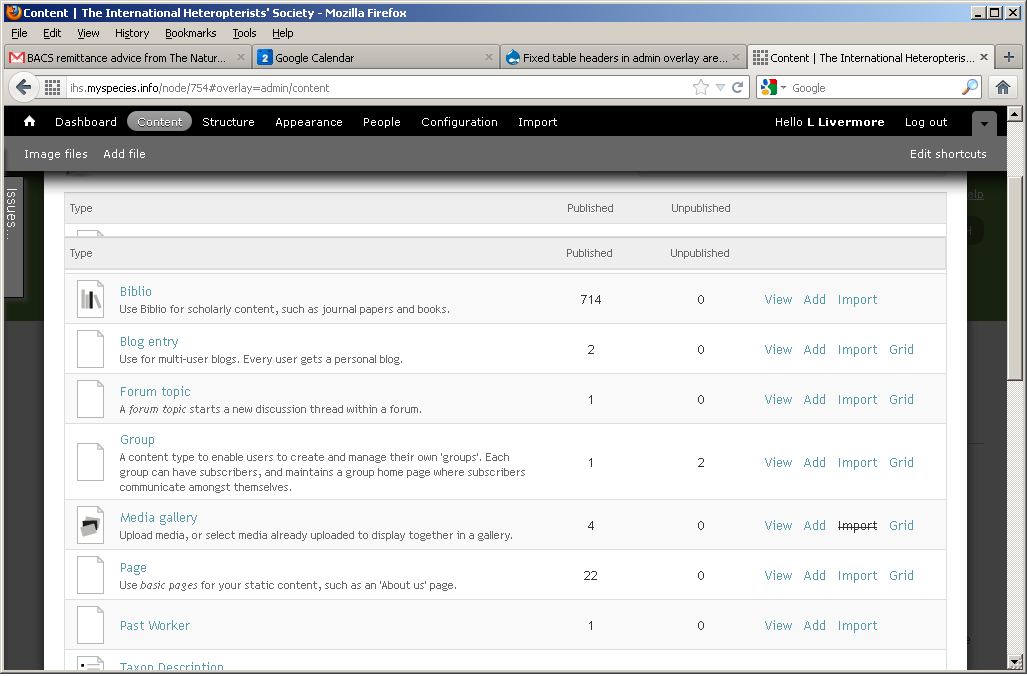 Content | The International Heteropterists' Society - Mozilla Firefox
File Edit View History Bookmarks Tools Help
BACS remittance advice from The Natur...
2 Google Calendar
Fixed table headers in admin overlay are...
Content | The International Heteropteris...
ihs.myspecies.info/node/754#overlay=admin/content
Google
Dashboard Content Structure Appearance People Configuration Import Hello L Livermore Log out
Image files Add file Edit shortcuts
Issues...
elp
Type Published Unpublished
Type Published Unpublished
Biblio
Use Biblio for scholarly content, such as journal papers and books.
714 0 View Add Import
Blog entry
Use for multi-user blogs. Every user gets a personal blog.
2 0 View Add Import Grid
Forum topic
A forum topic starts a new discussion thread within a forum.
1 0 View Add Import Grid
Group
A content type to enable users to create and manage their own 'groups'. Each
group can have subscribers, and maintains a group home page where subscribers
communicate amongst themselves.
1 2 View Add Import Grid
Media gallery
Upload media, or select media already uploaded to display together in a gallery.
4 0 View Add Import Grid
Page
Use basic pages for your static content, such as an 'About us' page.
22 0 View Add Import Grid
Past Worker
1 0 View Add Import
Taxon Description